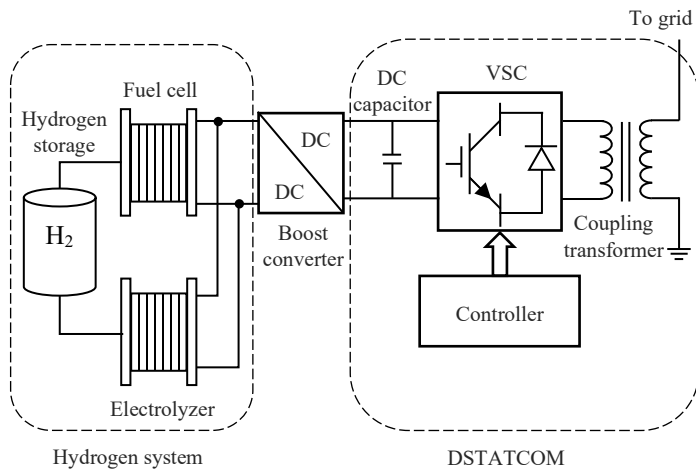 To grid
DC
capacitor
VSC
Fuel cell
Hydrogen
storage
DC
DC
H2
Boost
converter
Coupling
transformer
Controller
Electrolyzer
Hydrogen system
DSTATCOM